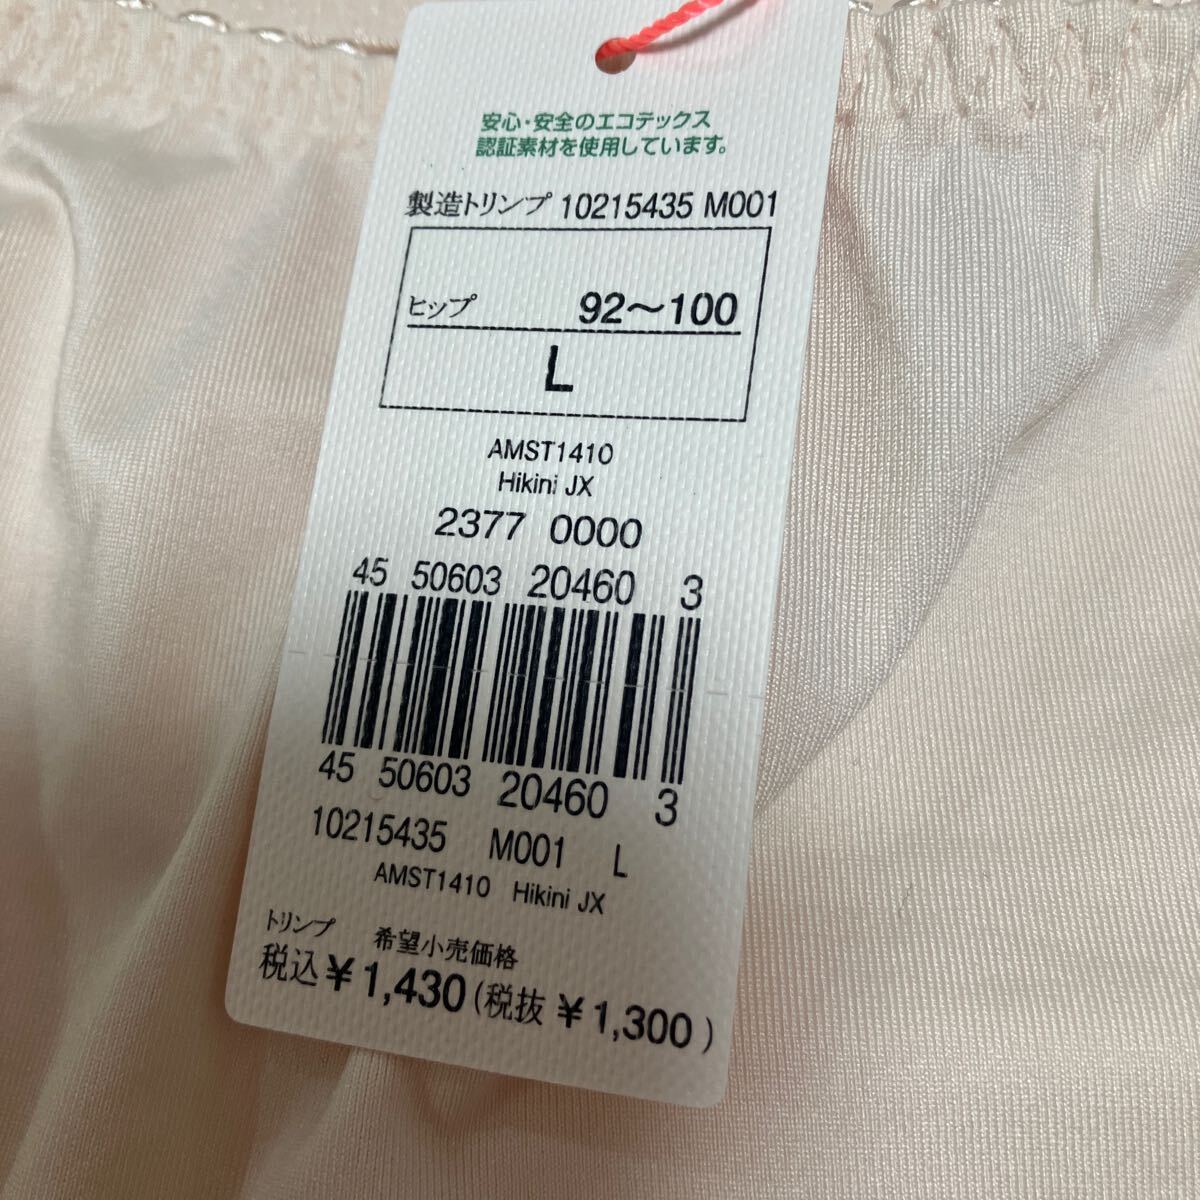 安心・安全のエコテックス
認証素材を使用しています。
製造トリンプ 10215435 M001
ヒップ 92～100
L
AMST1410
Hikini JX
2377 0000
45 50603 20460 3
45 50603 20460 3
10215435 M001 L
AMST1410 Hikini JX
トリンプ 希望小売価格
税込￥1,430(税抜 ￥1,300)